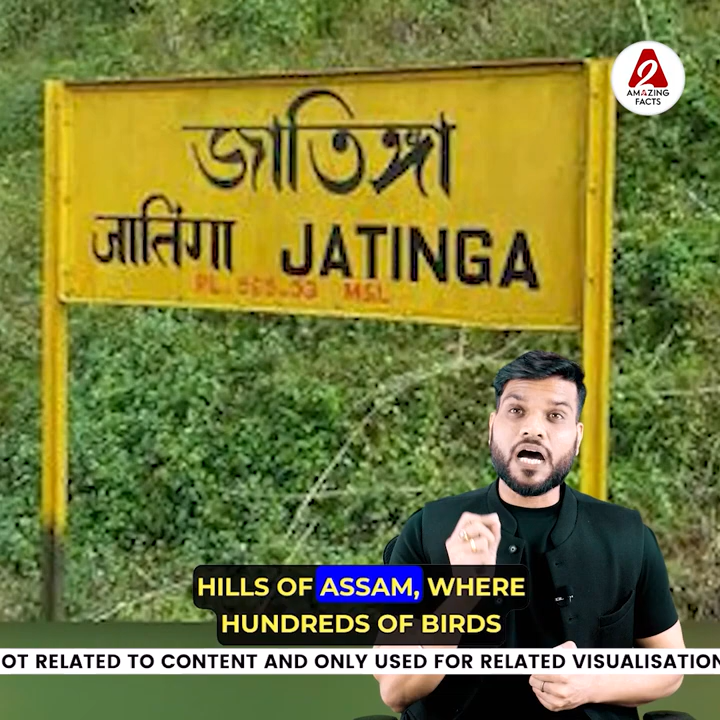 জাতিঙ্গা
जातिंगा JATINGA
M&L
AMAZING
FACTS
HILLS OF ASSAM, WHERE
HUNDREDS OF BIRDS
OT RELATED TO CONTENT AND ONLY USED FOR RELATED VISUALISATION